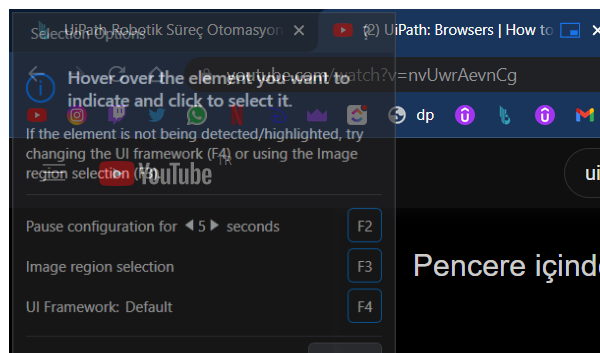 Selection Options
UiPath Robotik Süreç Otomasyon
(2) UiPath: Browsers | How to
youtube.com/watch?v=nvUwrAevnCg
Hover over the element you want to
indicate and click to select it.
dp
If the element is not being detected/highlighted, try
changing the UI framework (F4) or using the Image
region selection (F3).
YouTube TR
ui
Pause configuration for 5 seconds F2
Pencere içind
Image region selection F3
UI Framework: Default F4